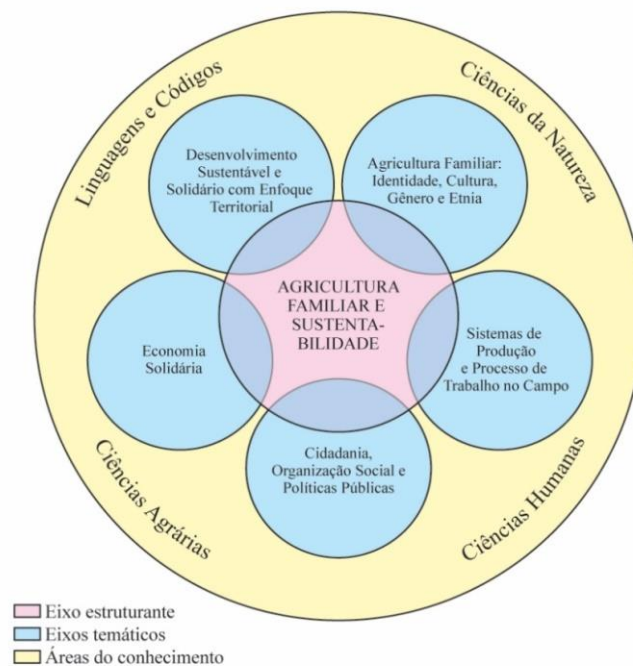 Linguagens e Códigos
Ciências da Natureza
Desenvolvimento
Sustentável e
Solidário com Enfoque
Territorial
Agricultura Familiar:
Identidade, Cultura,
Gênero e Etnia
AGRICULTURA
FAMILIAR E
SUSTENTA-
BILIDADE
Economia
Solidária
Sistemas de
Produção
e Processo de
Trabalho no Campo
Cidadania,
Organização Social e
Políticas Públicas
Ciências Agrárias
Ciências Humanas
Eixo estruturante
Eixos temáticos
Áreas do conhecimento